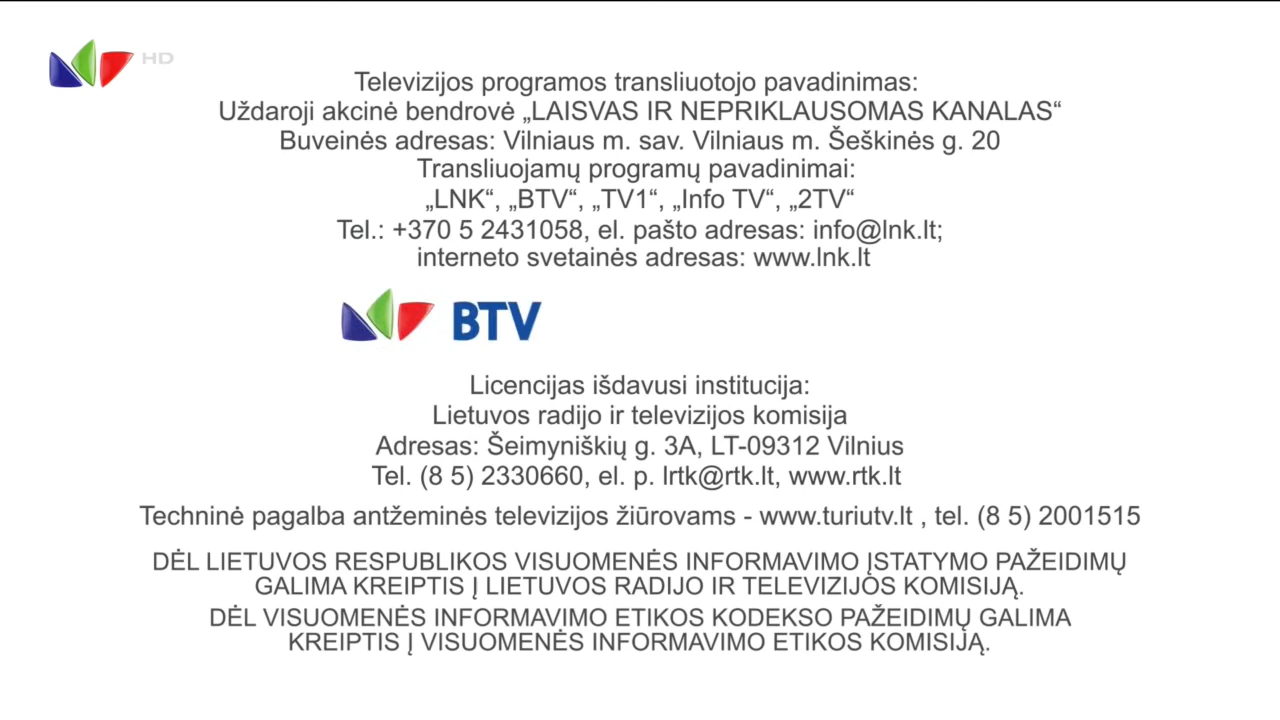 HD
Televizijos programos transliuotojo pavadinimas:
Uždaroji akcinė bendrovė „LAISVAS IR NEPRIKLAUSOMAS KANALAS“
Buveinės adresas: Vilniaus m. sav. Vilniaus m. Šeškinės g. 20
Transliuojamų programų pavadinimai:
„LNK“, „BTV“, „TV1“, „Info TV“, „2TV“
Tel.: +370 5 2431058, el. pašto adresas: info@lnk.lt;
interneto svetainės adresas: www.lnk.lt
BTV
Licencijas išdavusi institucija:
Lietuvos radijo ir televizijos komisija
Adresas: Šeimyniškių g. 3A, LT-09312 Vilnius
Tel. (8 5) 2330660, el. p. lrtk@rtk.lt, www.rtk.lt
Techninė pagalba antžeminės televizijos žiūrovams - www.turiutv.lt , tel. (8 5) 2001515
DĖL LIETUVOS RESPUBLIKOS VISUOMENĖS INFORMAVIMO ĮSTATYMO PAŽEIDIMŲ
GALIMA KREIPTIS Į LIETUVOS RADIJO IR TELEVIZIJOS KOMISIJĄ.
DĖL VISUOMENĖS INFORMAVIMO ETIKOS KODEKSO PAŽEIDIMŲ GALIMA
KREIPTIS Į VISUOMENĖS INFORMAVIMO ETIKOS KOMISIJĄ.